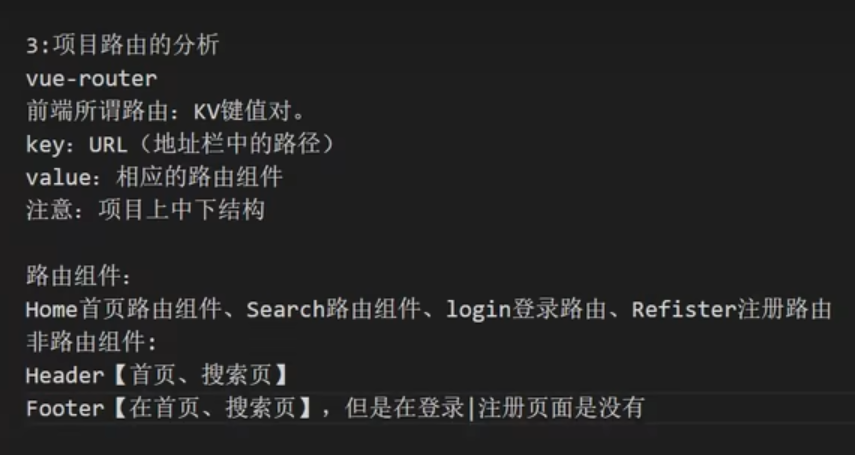 3:项目路由的分析
vue-router
前端所谓路由：KV键值对。
key：URL（地址栏中的路径）
value：相应的路由组件
注意：项目上中下结构
路由组件：
Home首页路由组件、Search路由组件、login登录路由、Refister注册路由
非路由组件：
Header【首页、搜索页】
Footer【在首页、搜索页】，但是在登录|注册页面是没有